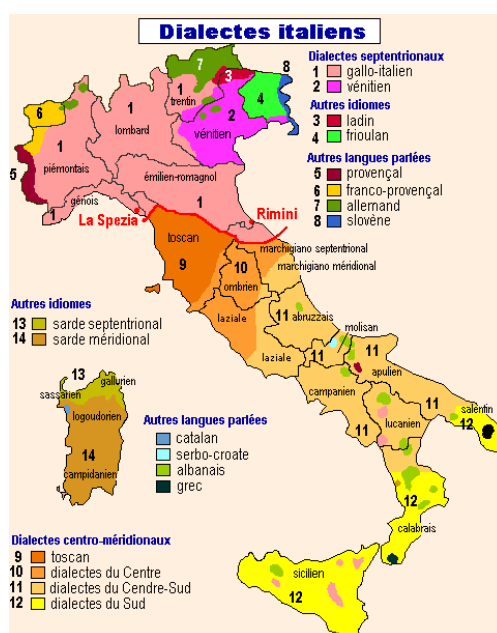 Dialectes italiens
Dialectes septentrionaux
1 gallo-italien
2 vénitien
Autres idiomes
3 ladin
4 frioulan
Autres langues parlées
5 provençal
6 franco-provençal
7 allemand
8 slovène
7
8
3
1
trentin
2
4
6
1
lombard
vénitien
1
5
piémontais
émilien-romagnol
génois
1
1
La Spezia
Rimini
toscan
marchigiano septentrional
9
10
marchigiano méridional
ombrien
Autres idiomes
13 sarde septentrional
14 sarde méridional
laziale
11
abruzzais
molisan
laziale
11
11
apulien
13
gallurien
sassarien
campanien
logoudorien
11
salentin
12
lucanien
11
14
campidanien
Autres langues parlées
catalan
serbo-croate
albanais
grec
12
calabrais
Dialectes centro-méridionaux
9 toscan
10 dialectes du Centre
11 dialectes du Cendre-Sud
12 dialectes du Sud
sicilien
12